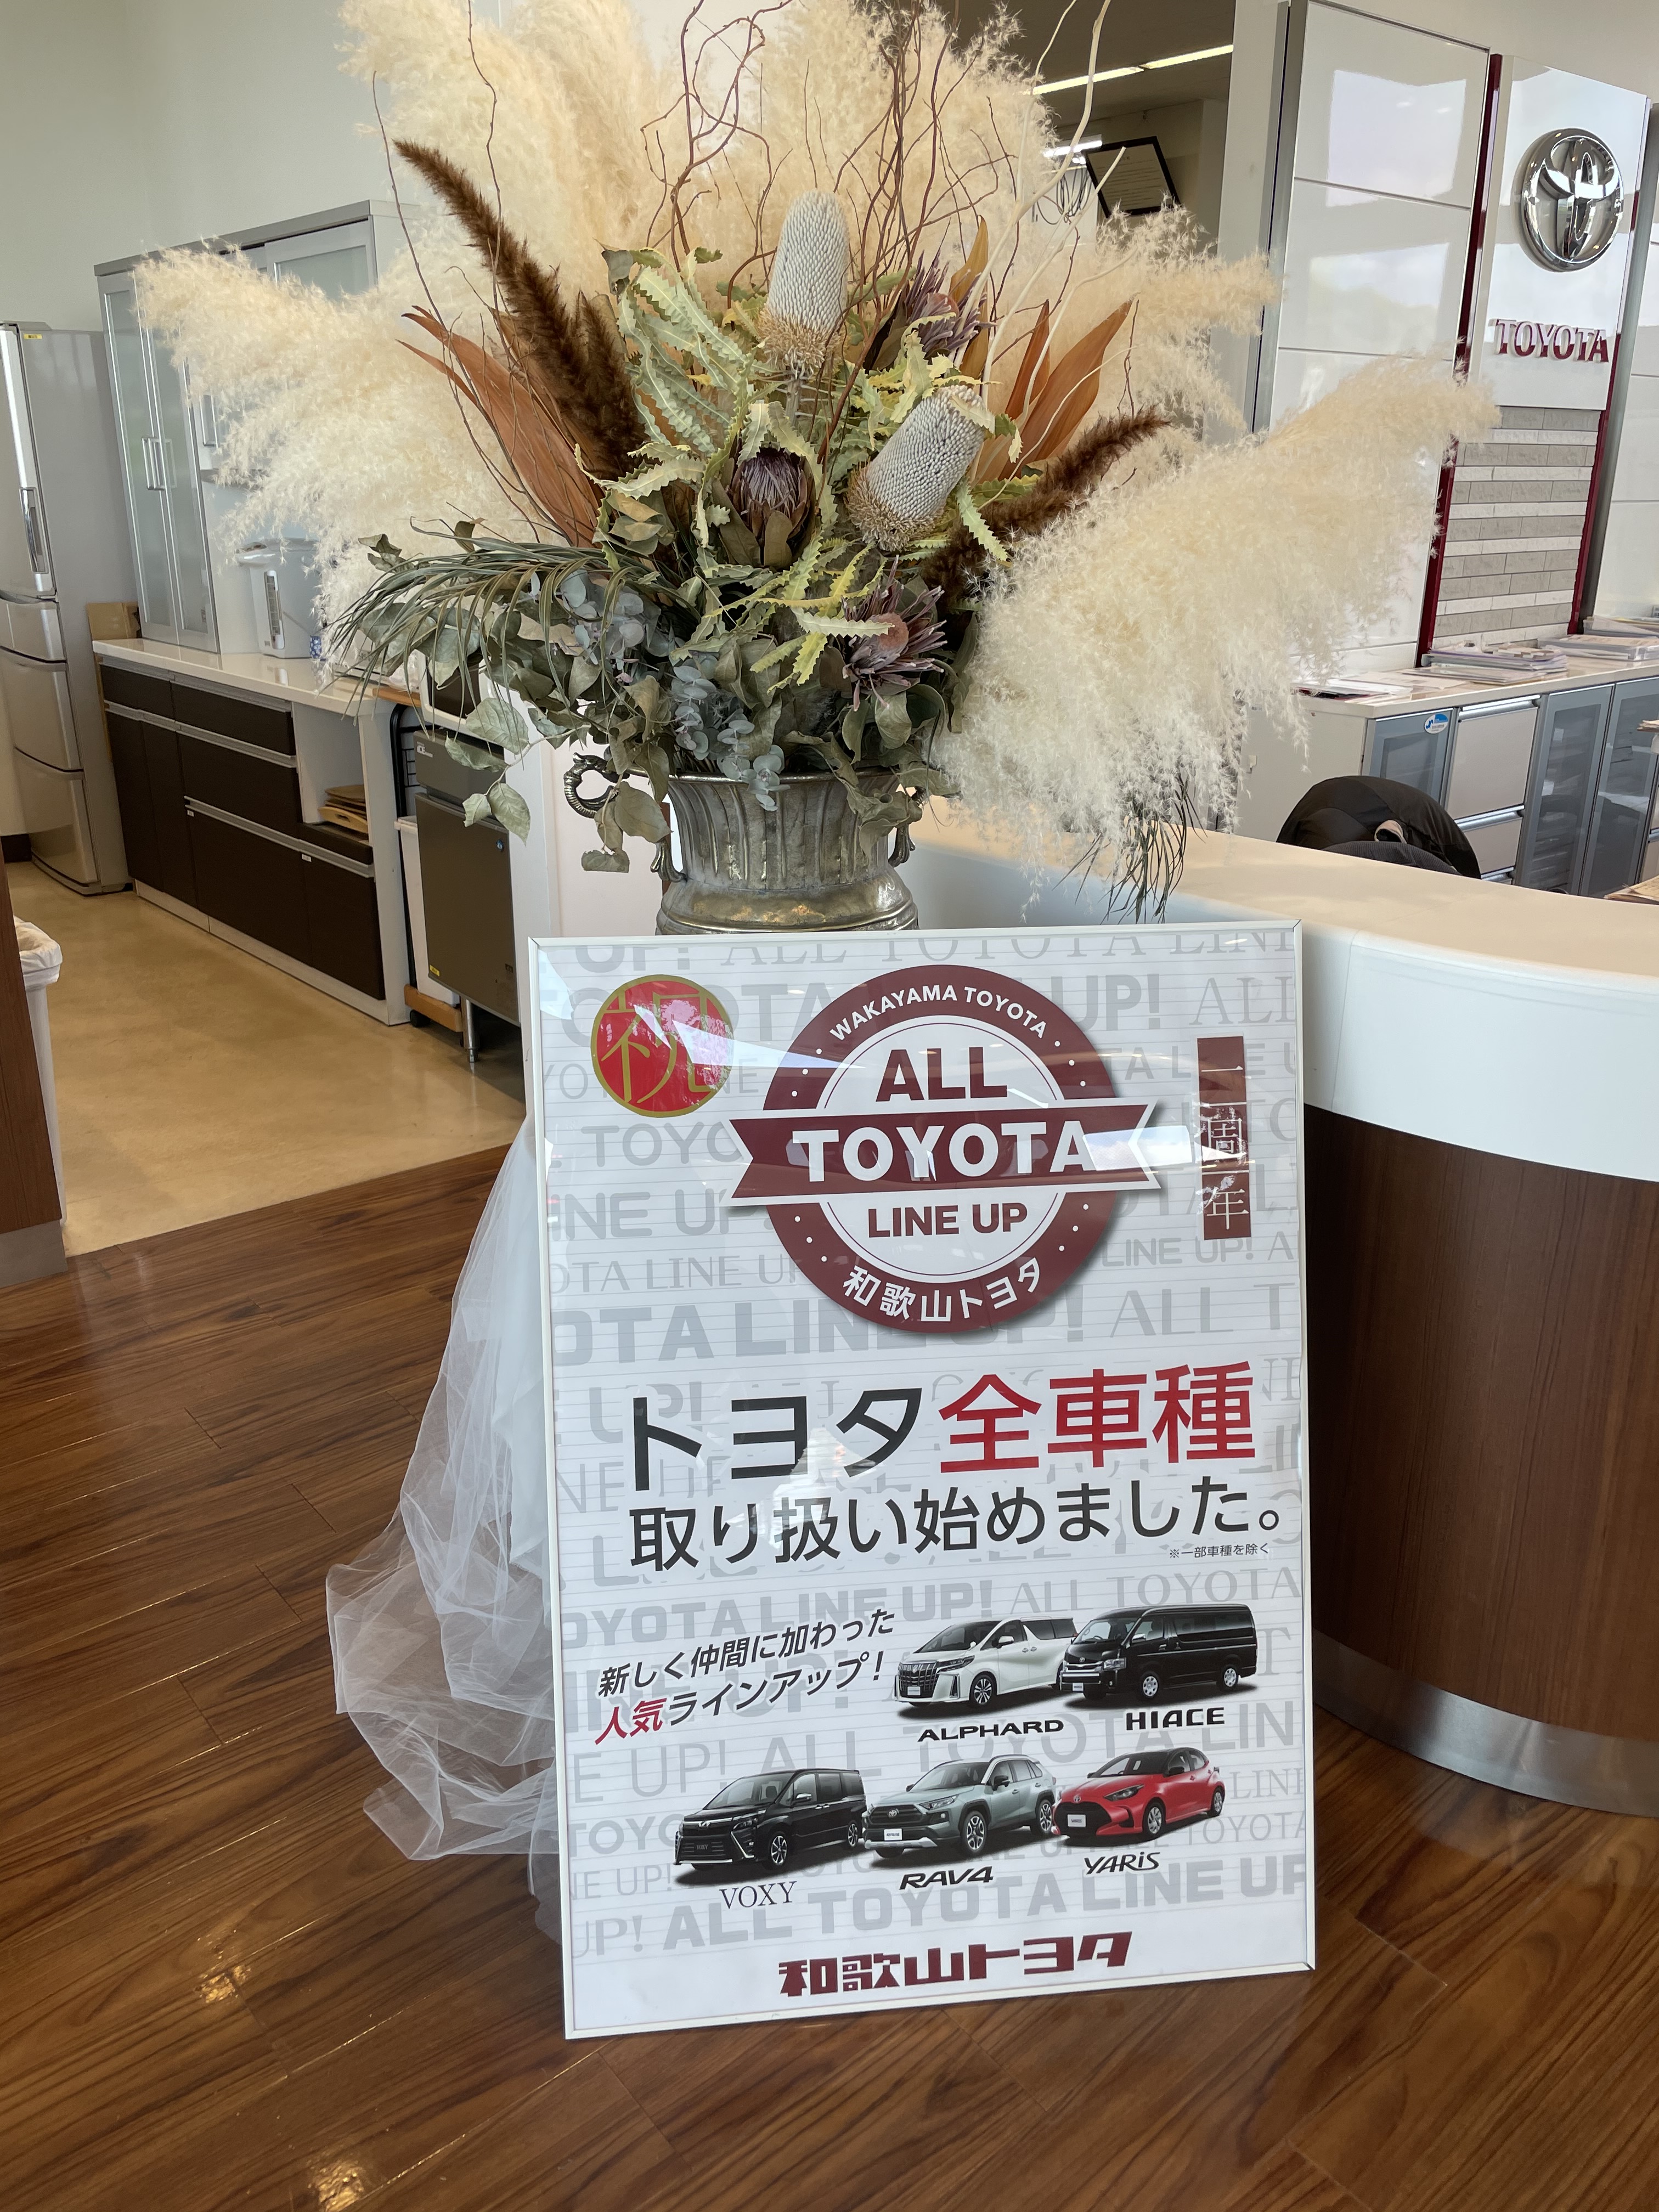 TOYOTA
祝
WAKAYAMA TOYOTA
ALL
TOYOTA
LINE UP
和歌山トヨタ
一周年
トヨタ全車種
取り扱い始めました。
※一部車種を除く
新しく仲間に加わった
人気ラインアップ！
ALPHARD
HIACE
VOXY
RAV4
YARiS
和歌山トヨタ